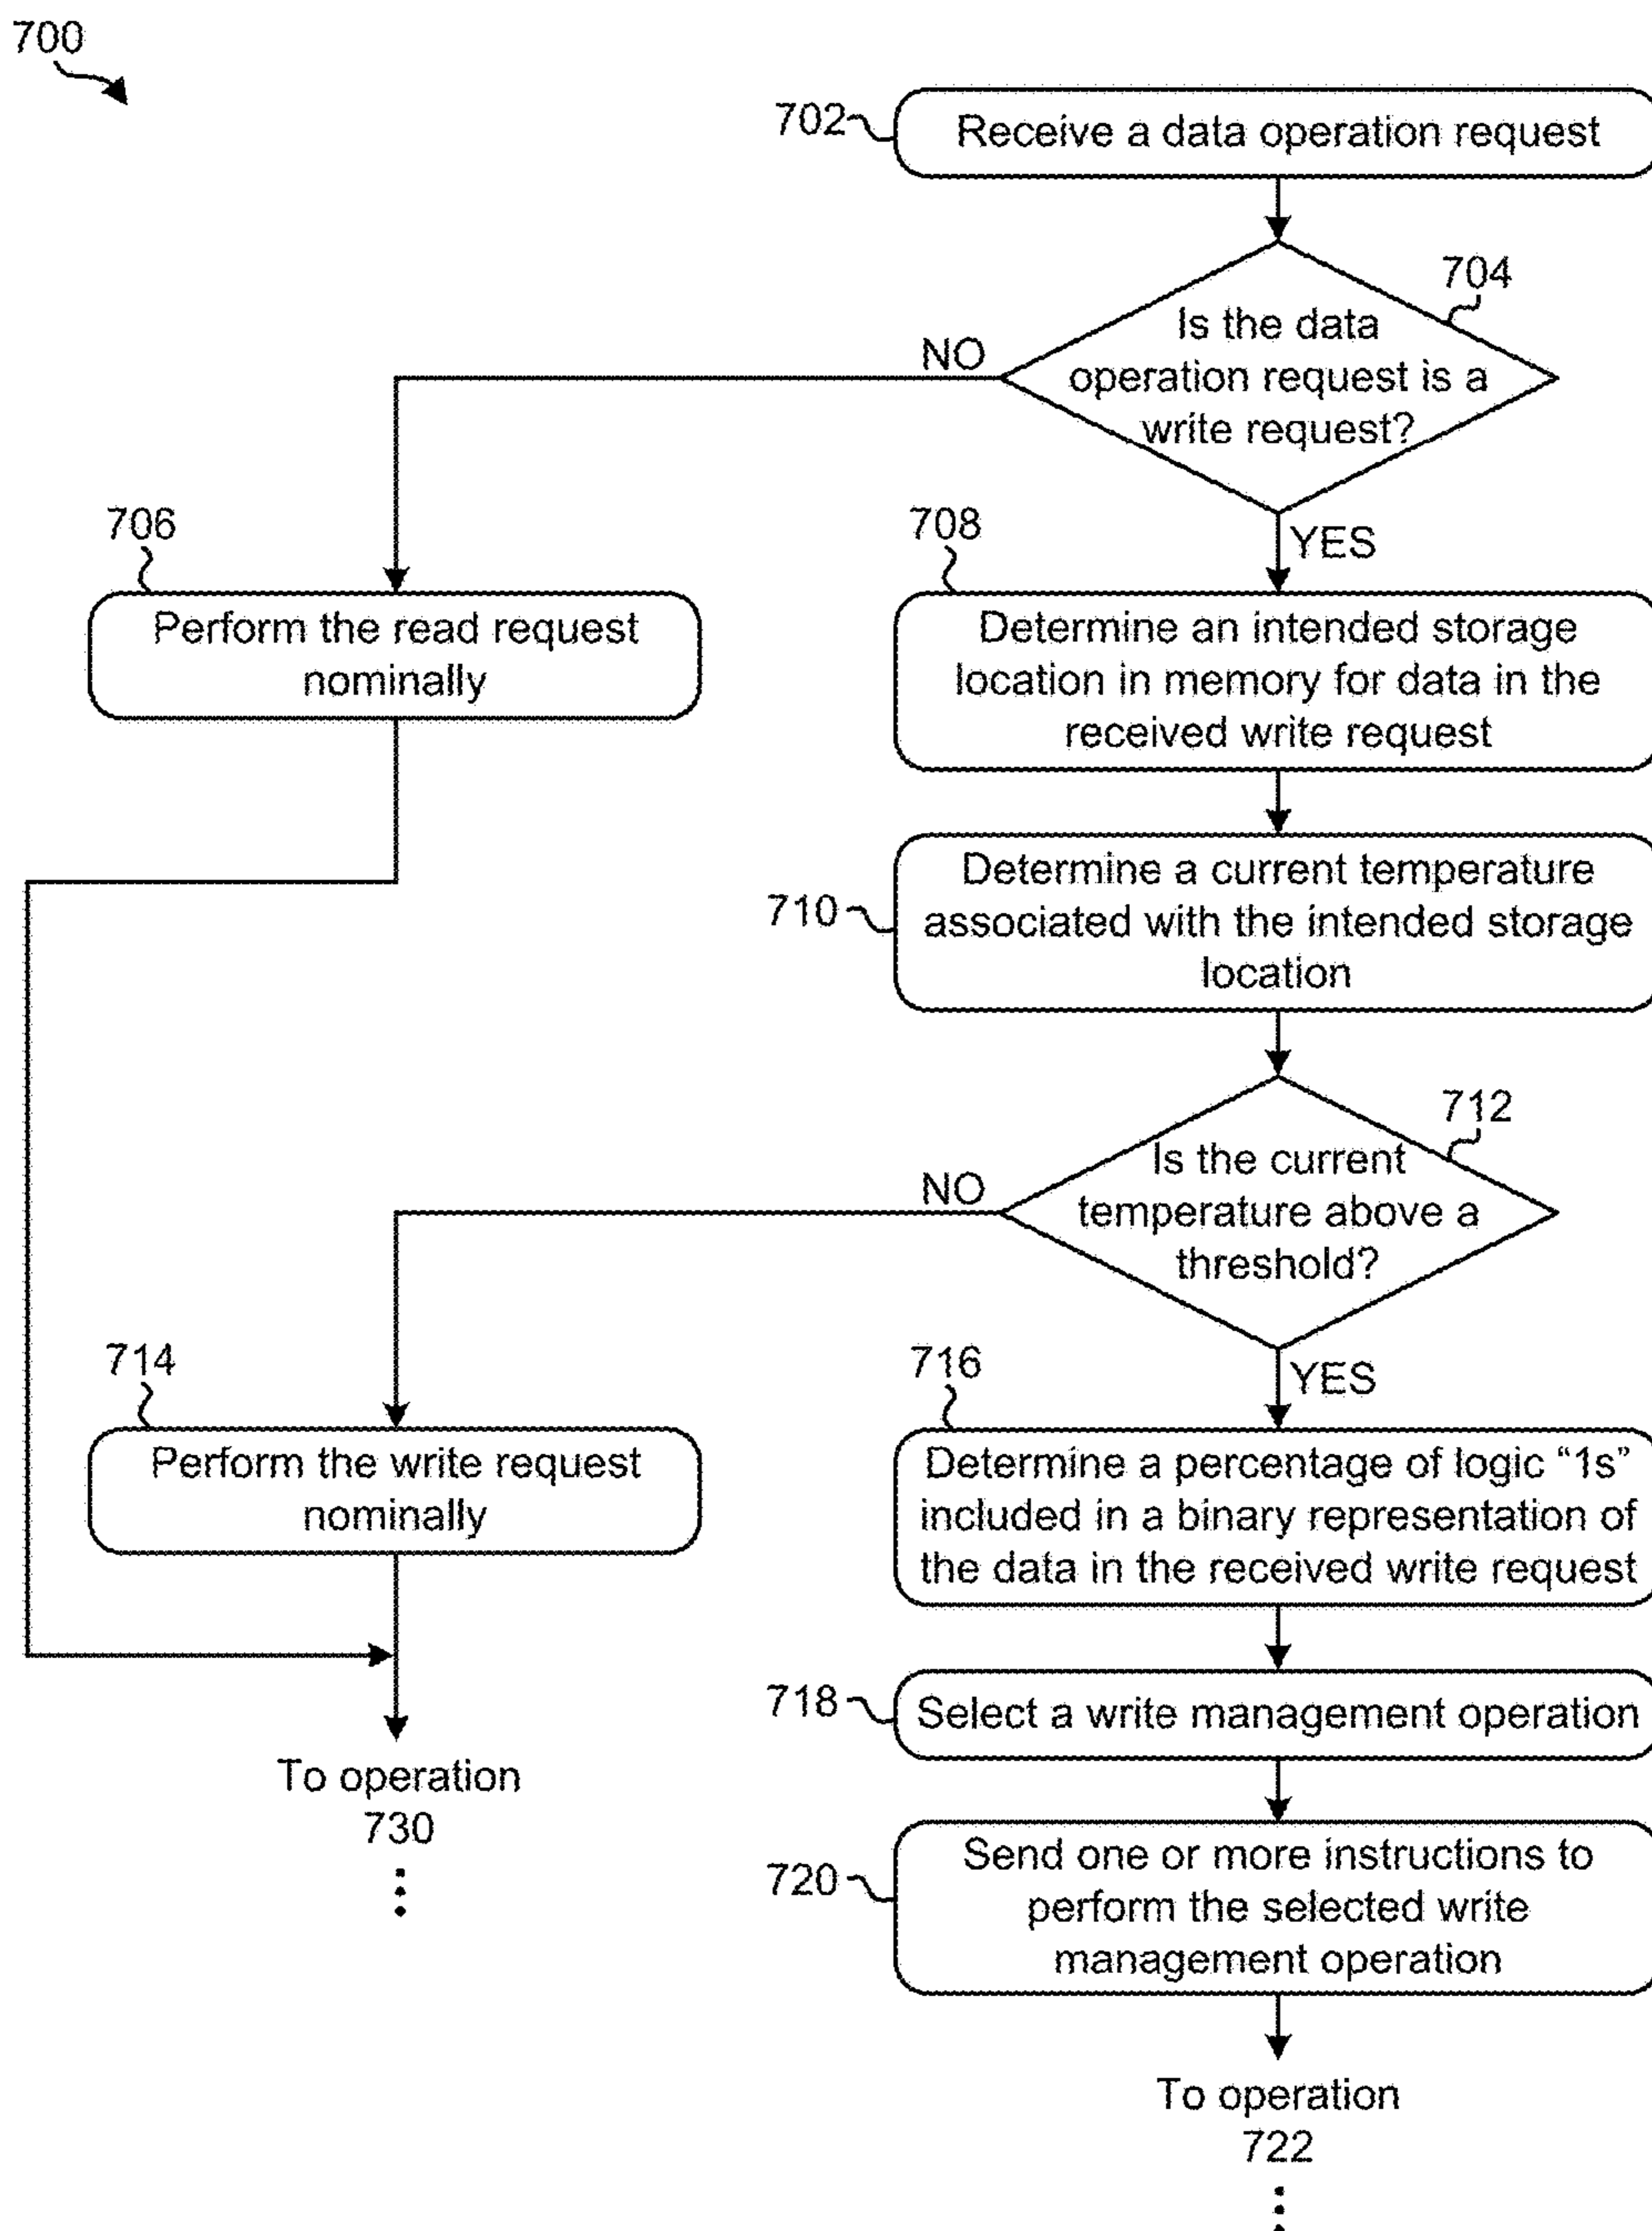 700
702
Receive a data operation request
704
Is the data
operation request is a
write request?
NO
YES
706
Perform the read request
nominally
708
Determine an intended storage
location in memory for data in the
received write request
710
Determine a current temperature
associated with the intended storage
location
712
Is the current
temperature above a
threshold?
NO
YES
714
Perform the write request
nominally
716
Determine a percentage of logic “1s”
included in a binary representation of
the data in the received write request
718
Select a write management operation
To operation
730
720
Send one or more instructions to
perform the selected write
management operation
To operation
722